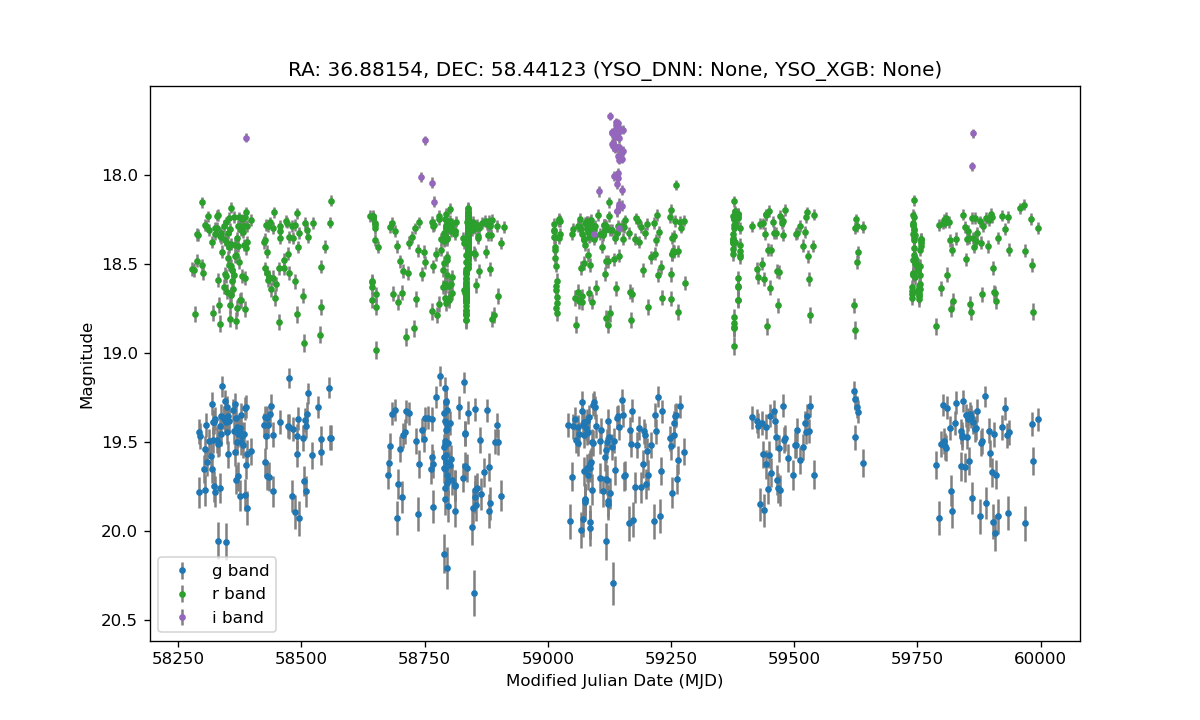 RA: 36.88154, DEC: 58.44123 (YSO_DNN: None, YSO_XGB: None)
Magnitude
18.0
18.5
19.0
19.5
20.0
20.5
g band
r band
i band
58250 58500 58750 59000 59250 59500 59750 60000
Modified Julian Date (MJD)